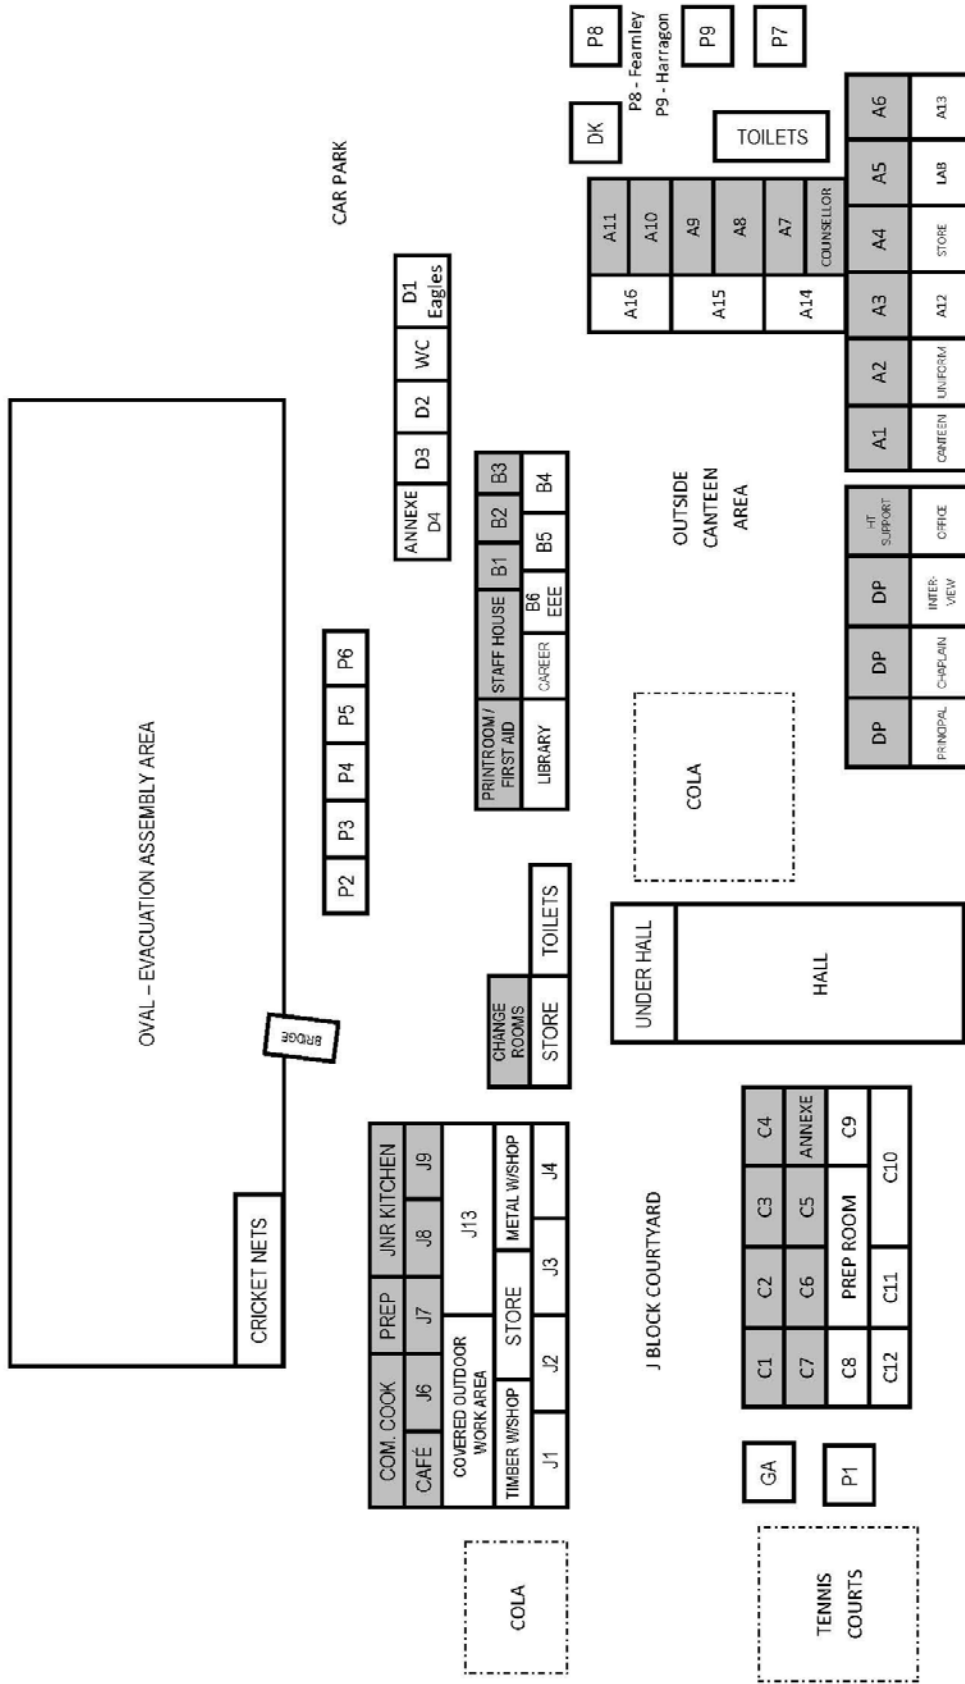 OVAL – EVACUATION ASSEMBLY AREA
CRICKET NETS
BRIDGE
CAR PARK
P2
P3
P4
P5
P6
ANNEXE
D4
D3
D2
WC
D1
Eagles
COM. COOK
PREP
JNR KITCHEN
CAFÉ
J6
J7
J8
J9
COVERED OUTDOOR
WORK AREA
J13
TIMBER W/SHOP
STORE
METAL W/SHOP
J1
J2
J3
J4
COLA
CHANGE
ROOMS
STORE
TOILETS
PRINTROOM/
FIRST AID
STAFF HOUSE
B1
B2
B3
LIBRARY
CAREER
B6
EEE
B5
B4
DK
P8
P8 - Fearnley
P9 - Harragon
P9
P7
TOILETS
A11
A10
A9
A8
A7
COUNSELLOR
A16
A15
A14
OUTSIDE
CANTEEN
AREA
COLA
UNDER HALL
HALL
J BLOCK COURTYARD
C1
C2
C3
C4
C7
C6
C5
ANNEXE
C8
PREP ROOM
C9
C12
C11
C10
GA
P1
TENNIS
COURTS
DP
DP
DP
HT
SUPPORT
PRINCIPAL
CHAPLAIN
INTER-
VIEW
OFFICE
A1
A2
A3
A4
A5
A6
CANTEEN
UNIFORM
A12
STORE
LAB
A13